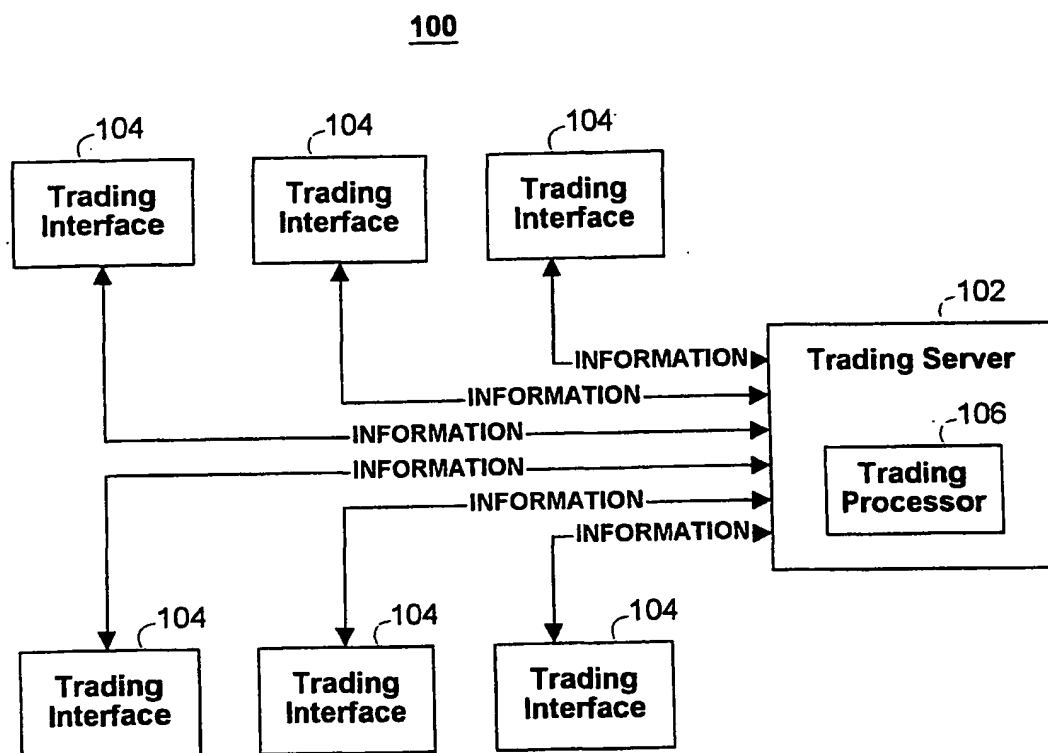 100
104
104
104
Trading
Interface
Trading
Interface
Trading
Interface
102
Trading Server
INFORMATION
INFORMATION
INFORMATION
INFORMATION
INFORMATION
INFORMATION
106
Trading
Processor
104
104
104
Trading
Interface
Trading
Interface
Trading
Interface